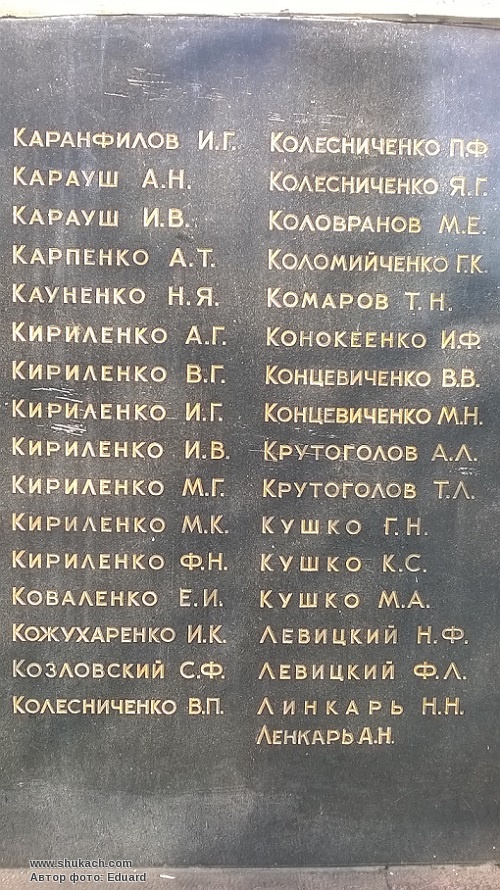 КАРАНФИЛОВ И.Г.
КАРАУШ А.Н.
КАРАУШ И.В.
КАРПЕНКО А.Т.
КАУНЕНКО Н.Я.
КИРИЛЕНКО А.Г.
КИРИЛЕНКО В.Г.
КИРИЛЕНКО И.Г.
КИРИЛЕНКО И.В.
КИРИЛЕНКО М.Г.
КИРИЛЕНКО М.К.
КИРИЛЕНКО Ф.Н.
КОВАЛЕНКО Е.И.
КОЖУХАРЕНКО И.К.
КОЗЛОВСКИЙ С.Ф.
КОЛЕСНИЧЕНКО В.П.
КОЛЕСНИЧЕНКО П.Ф.
КОЛЕСНИЧЕНКО Я.Г.
КОЛОВРАНОВ М.Е.
КОЛОМИЙЧЕНКО Г.К.
КОМАРОВ Т.Н.
КОНОКЕЕНКО И.Ф.
КОНЦЕВИЧЕНКО В.В.
КОНЦЕВИЧЕНКО М.Н.
КРУТОГОЛОВ А.Л.
КРУТОГОЛОВ Т.Л.
КУШКО Г.Н.
КУШКО К.С.
КУШКО М.А.
ЛЕВИЦКИЙ Н.Ф.
ЛЕВИЦКИЙ Ф.Л.
ЛИНКАРЬ Н.Н.
ЛЕНКАРЬ А.Н.
www.shukach.com
Автор фото: Eduard